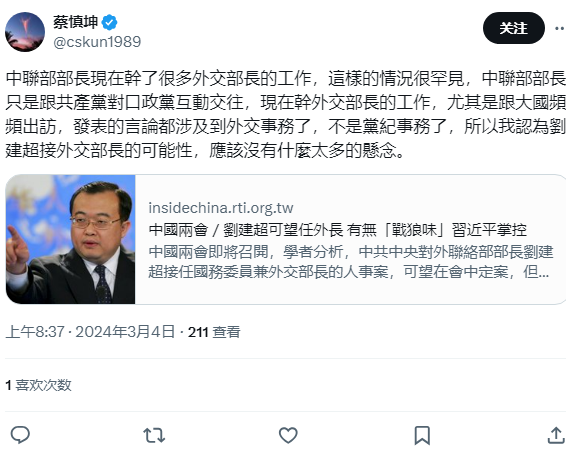 蔡慎坤
@cskun1989
关注
中聯部部長現在幹了很多外交部長的工作，這樣的情況很罕見，中聯部部長
只是跟共產黨對口政黨互動交往，現在幹外交部長的工作，尤其是跟大國頻
頻出訪，發表的言論都涉及到外交事務了，不是黨紀事務了，所以我認為劉
建超接外交部長的可能性，應該沒有什麼太多的懸念。
insidechina.rti.org.tw
中國兩會 / 劉建超可望任外長 有無「戰狼味」習近平掌控
中國兩會即將召開，學者分析，中共中央對外聯絡部部長劉建
超接任國務委員兼外交部長的人事案，可望在會中定案，但...
上午8:37 · 2024年3月4日 · 211 查看
1 喜欢次数